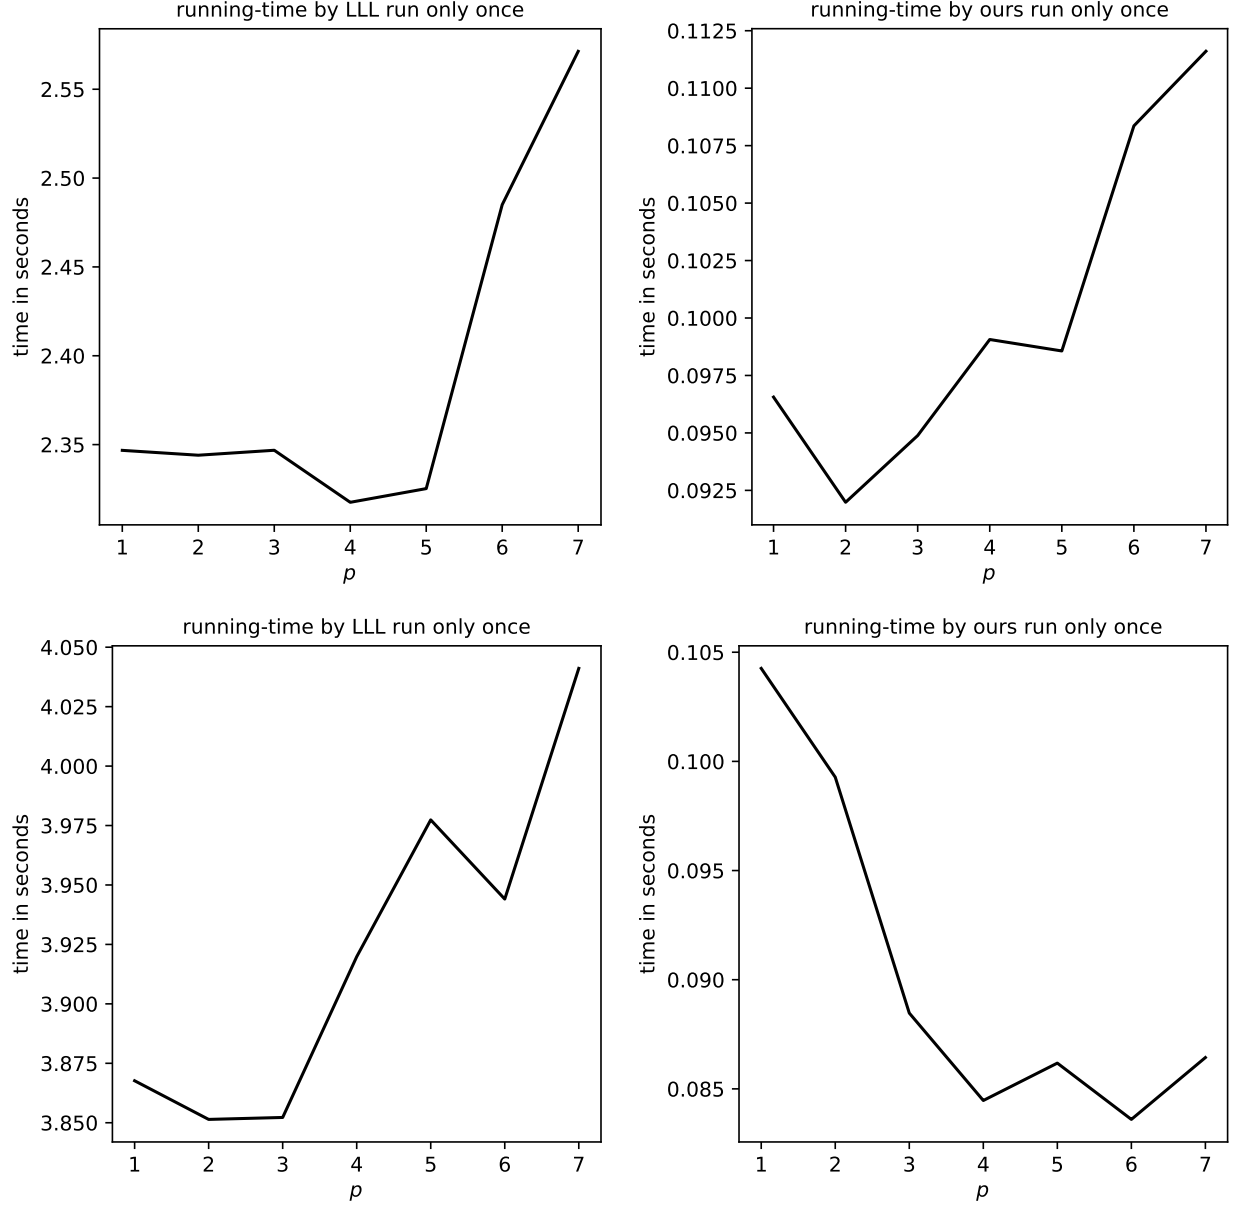 running-time by LLL run only once
time in seconds
2.55
2.50
2.45
2.40
2.35
1 2 3 4 5 6 7
p
running-time by ours run only once
time in seconds
0.1125
0.1100
0.1075
0.1050
0.1025
0.1000
0.0975
0.0950
0.0925
1 2 3 4 5 6 7
p
running-time by LLL run only once
time in seconds
4.050
4.025
4.000
3.975
3.950
3.925
3.900
3.875
3.850
1 2 3 4 5 6 7
p
running-time by ours run only once
time in seconds
0.105
0.100
0.095
0.090
0.085
1 2 3 4 5 6 7
p